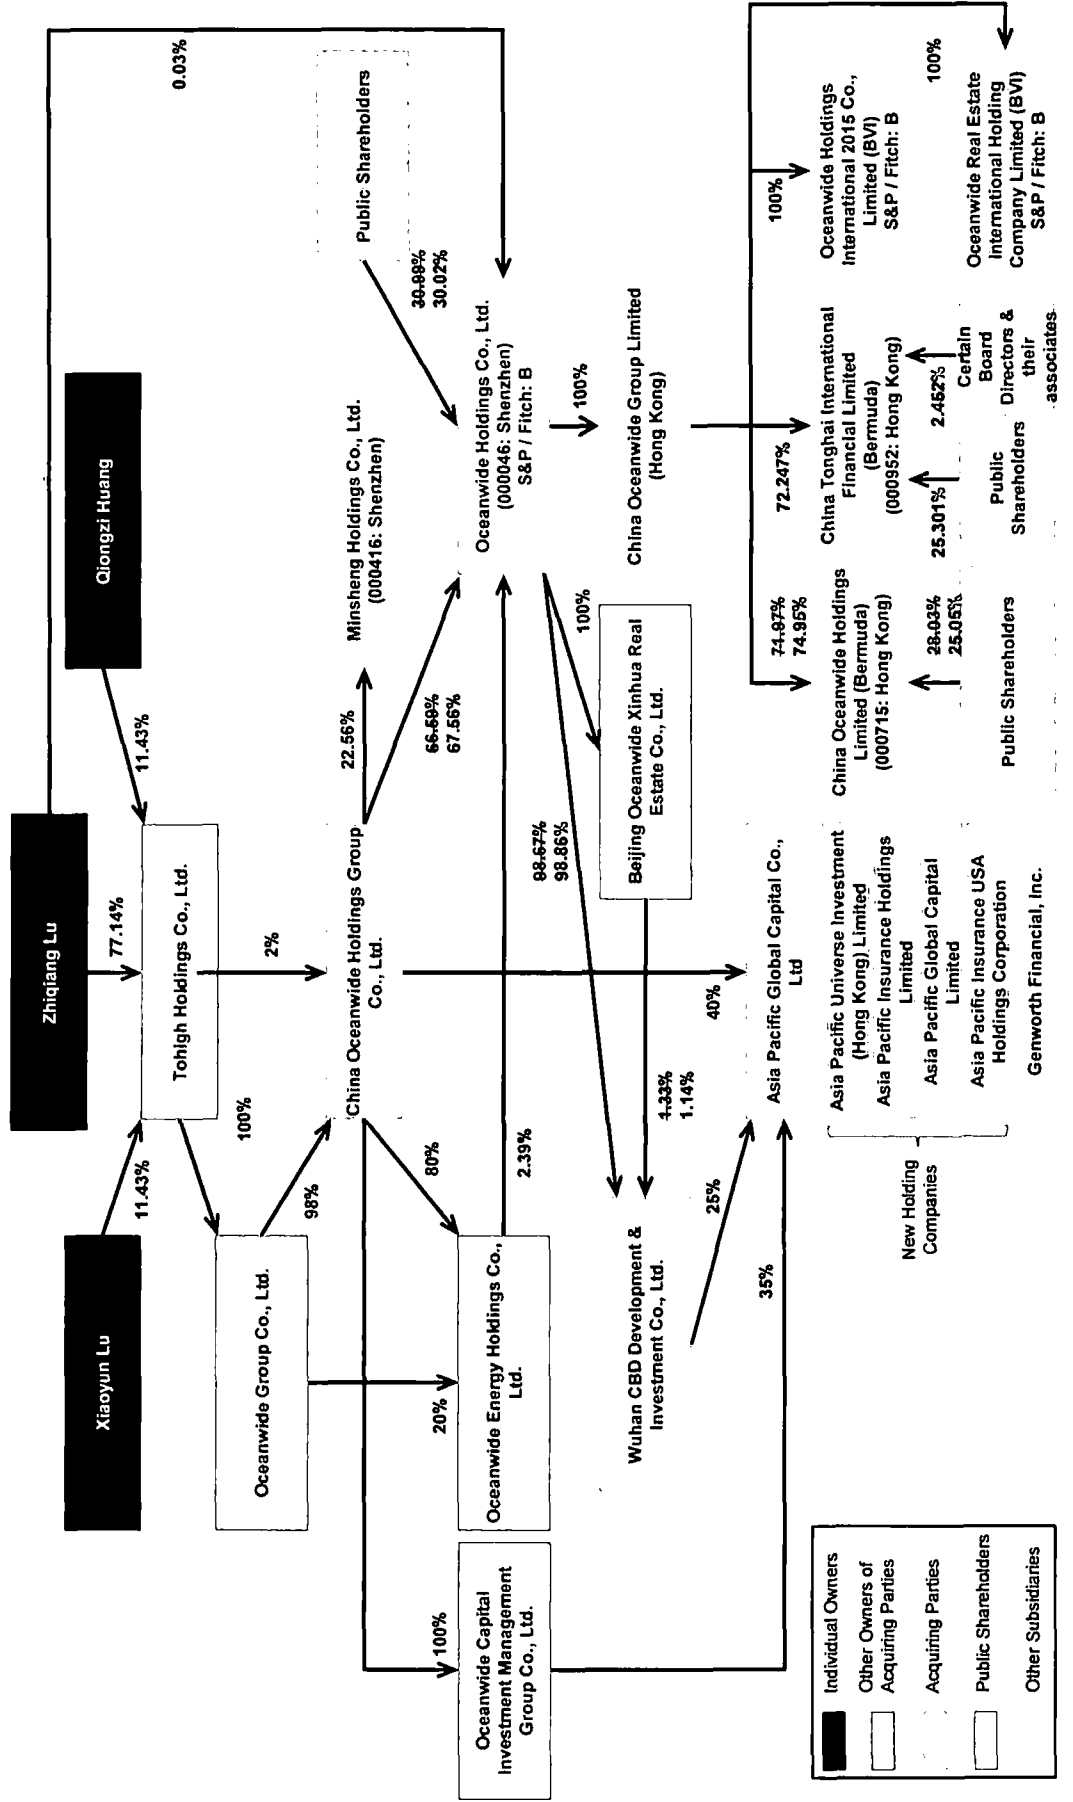 Zhiqiang Lu
Xiaoyun Lu
Qiongzi Huang
77.14%
11.43%
11.43%
0.03%
Tohigh Holdings Co., Ltd.
100%
2%
Oceanwide Group Co., Ltd.
98%
China Oceanwide Holdings Group
Co., Ltd.
22.56%
Minsheng Holdings Co., Ltd.
(000416: Shenzhen)
Public Shareholders
30.02%
67.56%
100%
20%
80%
Oceanwide Capital
Investment Management
Group Co., Ltd.
Oceanwide Energy Holdings Co.,
Ltd.
2.39%
Oceanwide Holdings Co., Ltd.
(000046: Shenzhen)
S&P / Fitch: B
98.67%
98.86%
100%
100%
Wuhan CBD Development &
Investment Co., Ltd.
1.33%
1.14%
Beijing Oceanwide Xinhua Real
Estate Co., Ltd.
China Oceanwide Group Limited
(Hong Kong)
25%
40%
35%
Asia Pacific Global Capital Co.,
Ltd
72.247%
100%
74.95%
New Holding
Companies
Asia Pacific Universe Investment
(Hong Kong) Limited
Asia Pacific Insurance Holdings
Limited
Asia Pacific Global Capital
Limited
Asia Pacific Insurance USA
Holdings Corporation
Genworth Financial, Inc.
China Oceanwide Holdings
Limited (Bermuda)
(000715: Hong Kong)
28.03%
25.05%
Public Shareholders
China Tonghai International
Financial Limited
(Bermuda)
(000952: Hong Kong)
25.301%
2.452%
Public
Shareholders
Certain
Board
Directors &
their
associates
Oceanwide Holdings
International 2015 Co.,
Limited (BVI)
S&P / Fitch: B
100%
Oceanwide Real Estate
International Holding
Company Limited (BVI)
S&P / Fitch: B
Individual Owners
Other Owners of
Acquiring Parties
Acquiring Parties
Public Shareholders
Other Subsidiaries